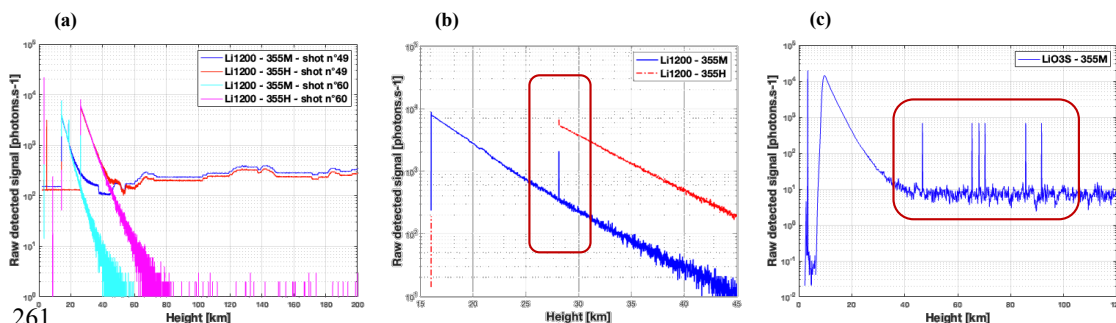 (a)
(b)
(c)
Li1200 - 355M - shot n°49
Li1200 - 355H - shot n°49
Li1200 - 355M - shot n°60
Li1200 - 355H - shot n°60
Raw detected signal [photons.s-1]
0 20 40 60 80 100 120 140 160 180 200
Height [km]
Li1200 - 355M
Li1200 - 355H
Raw detected signal [photons.s-1]
15 20 25 30 35 40 45
Height [km]
LiO3S - 355M
Raw detected signal [photons.s-1]
0 20 40 60 80 100 120
Height [km]
261